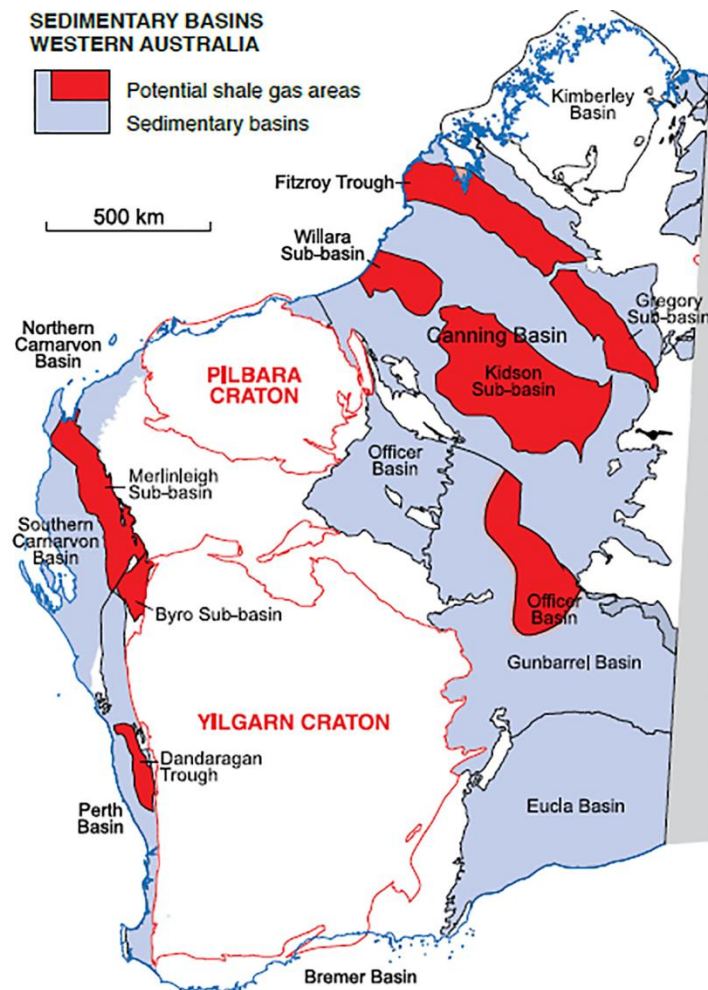 SEDIMENTARY BASINS
WESTERN AUSTRALIA
Potential shale gas areas
Sedimentary basins
500 km
Kimberley
Basin
Fitzroy Trough
Willara
Sub-basin
Gregory
Sub-basin
Canning Basin
Kidson
Sub-basin
Northern
Carnarvon
Basin
PILBARA
CRATON
Officer
Basin
Merlinleigh
Sub-basin
Southern
Carnarvon
Basin
Byro Sub-basin
Officer
Basin
Gunbarrel Basin
YILGARN CRATON
Dandaragan
Trough
Perth
Basin
Eucla Basin
Bremer Basin